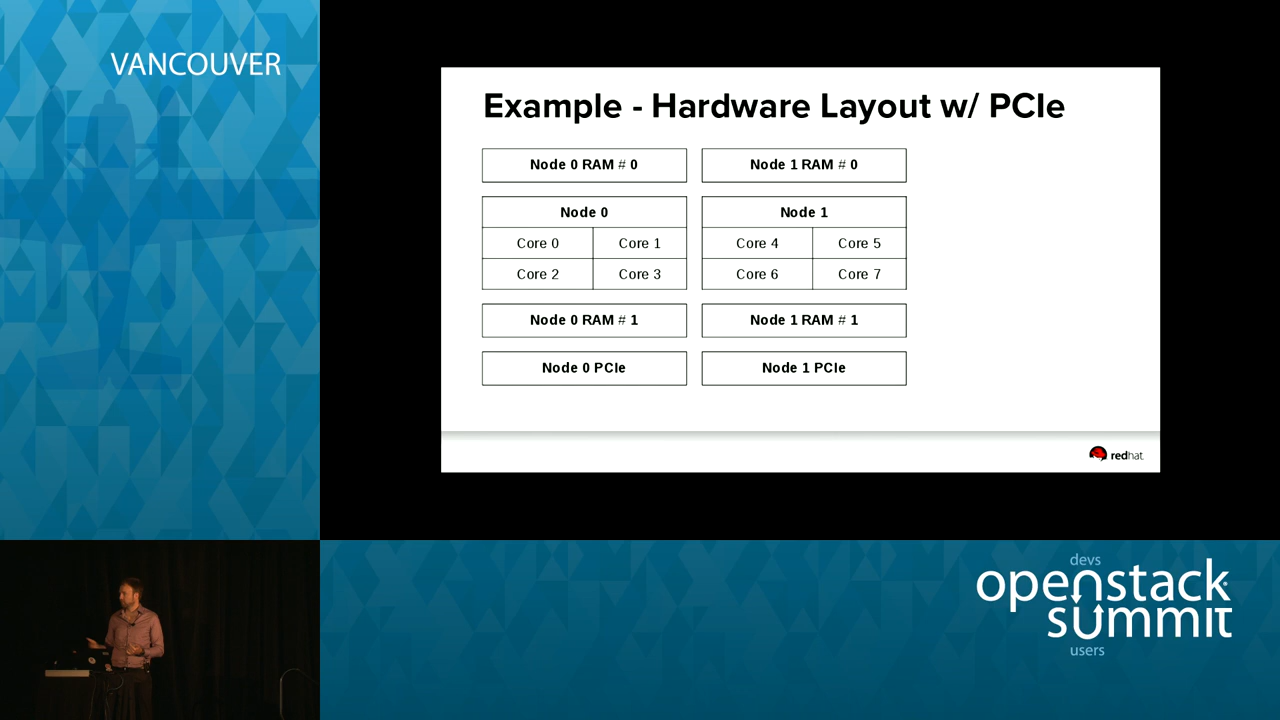 VANCOUVER
Example - Hardware Layout w/ PCIe
Node 0 RAM # 0
Node 1 RAM # 0
Node 0
Node 1
Core 0
Core 1
Core 4
Core 5
Core 2
Core 3
Core 6
Core 7
Node 0 RAM # 1
Node 1 RAM # 1
Node 0 PCIe
Node 1 PCIe
redhat
devs
openstack
summit
users